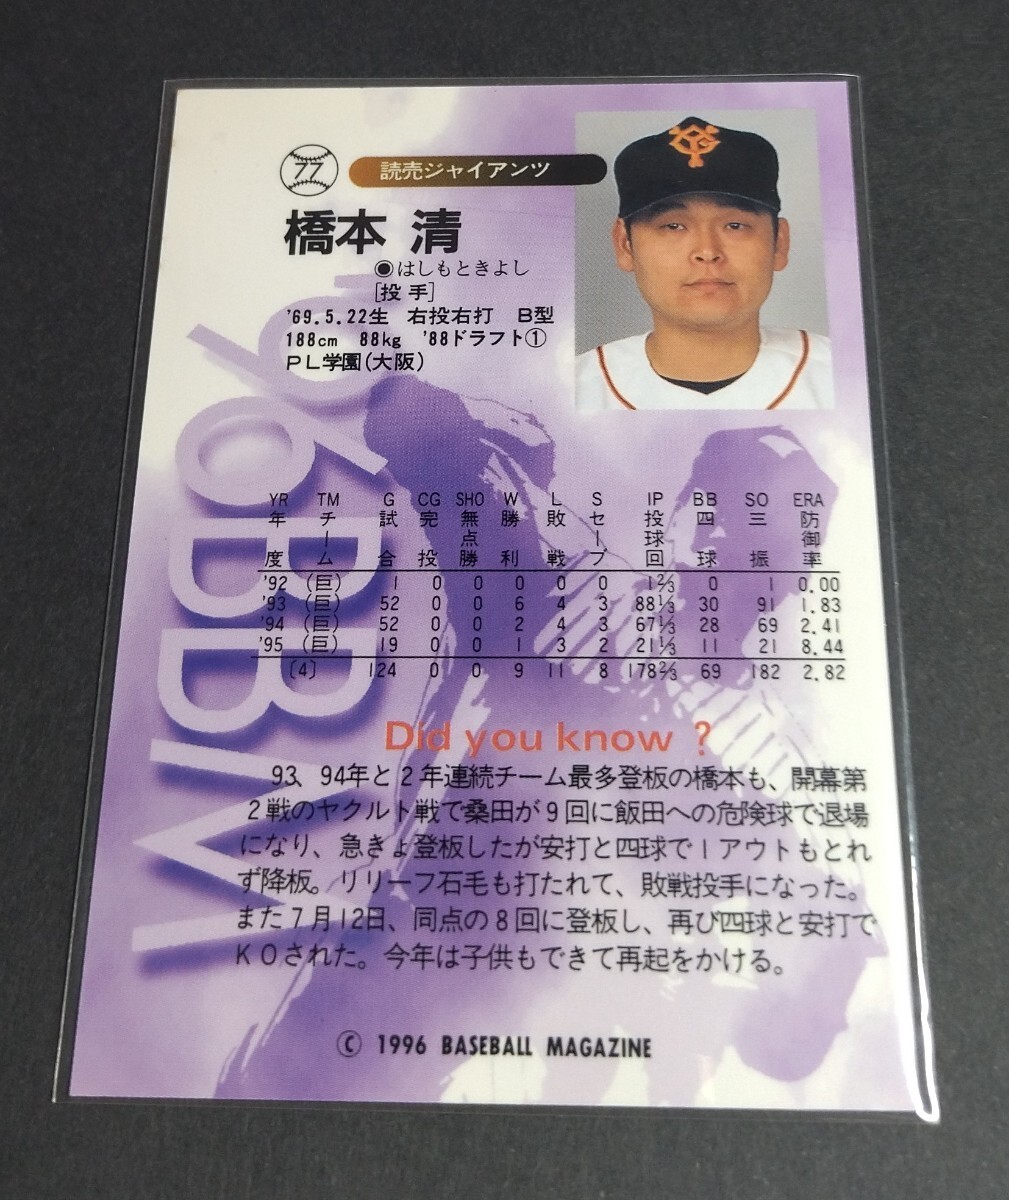 77 読売ジャイアンツ
橋本 清
◉はしもときよし
[投手]
'69.5.22生 右投右打 B型
188cm 88kg '88ドラフト①
PL学園(大阪)
'96BBM
YR TM G CG SHO W L S IP BB SO ERA
年度 チーム 試合 完投 無点勝 勝利 敗戦 セーブ 投球回 四球 三振 防御率
'92 (巨) 1 0 0 0 0 0 1⅔ 0 1 0.00
'93 (巨) 52 0 0 6 4 3 88⅓ 30 91 1.83
'94 (巨) 52 0 0 2 4 3 67⅓ 28 69 2.41
'95 (巨) 19 0 0 1 3 2 21⅓ 11 21 8.44
〔4〕 124 0 0 9 11 8 178⅔ 69 182 2.82
Did you know ?
93、94年と2年連続チーム最多登板の橋本も、開幕第
2戦のヤクルト戦で桑田が9回に飯田への危険球で退場
になり、急きょ登板したが安打と四球で1アウトもとれ
ず降板。リリーフ石毛も打たれて、敗戦投手になった。
また7月12日、同点の8回に登板し、再び四球と安打で
KOされた。今年は子供もできて再起をかける。
© 1996 BASEBALL MAGAZINE
YG